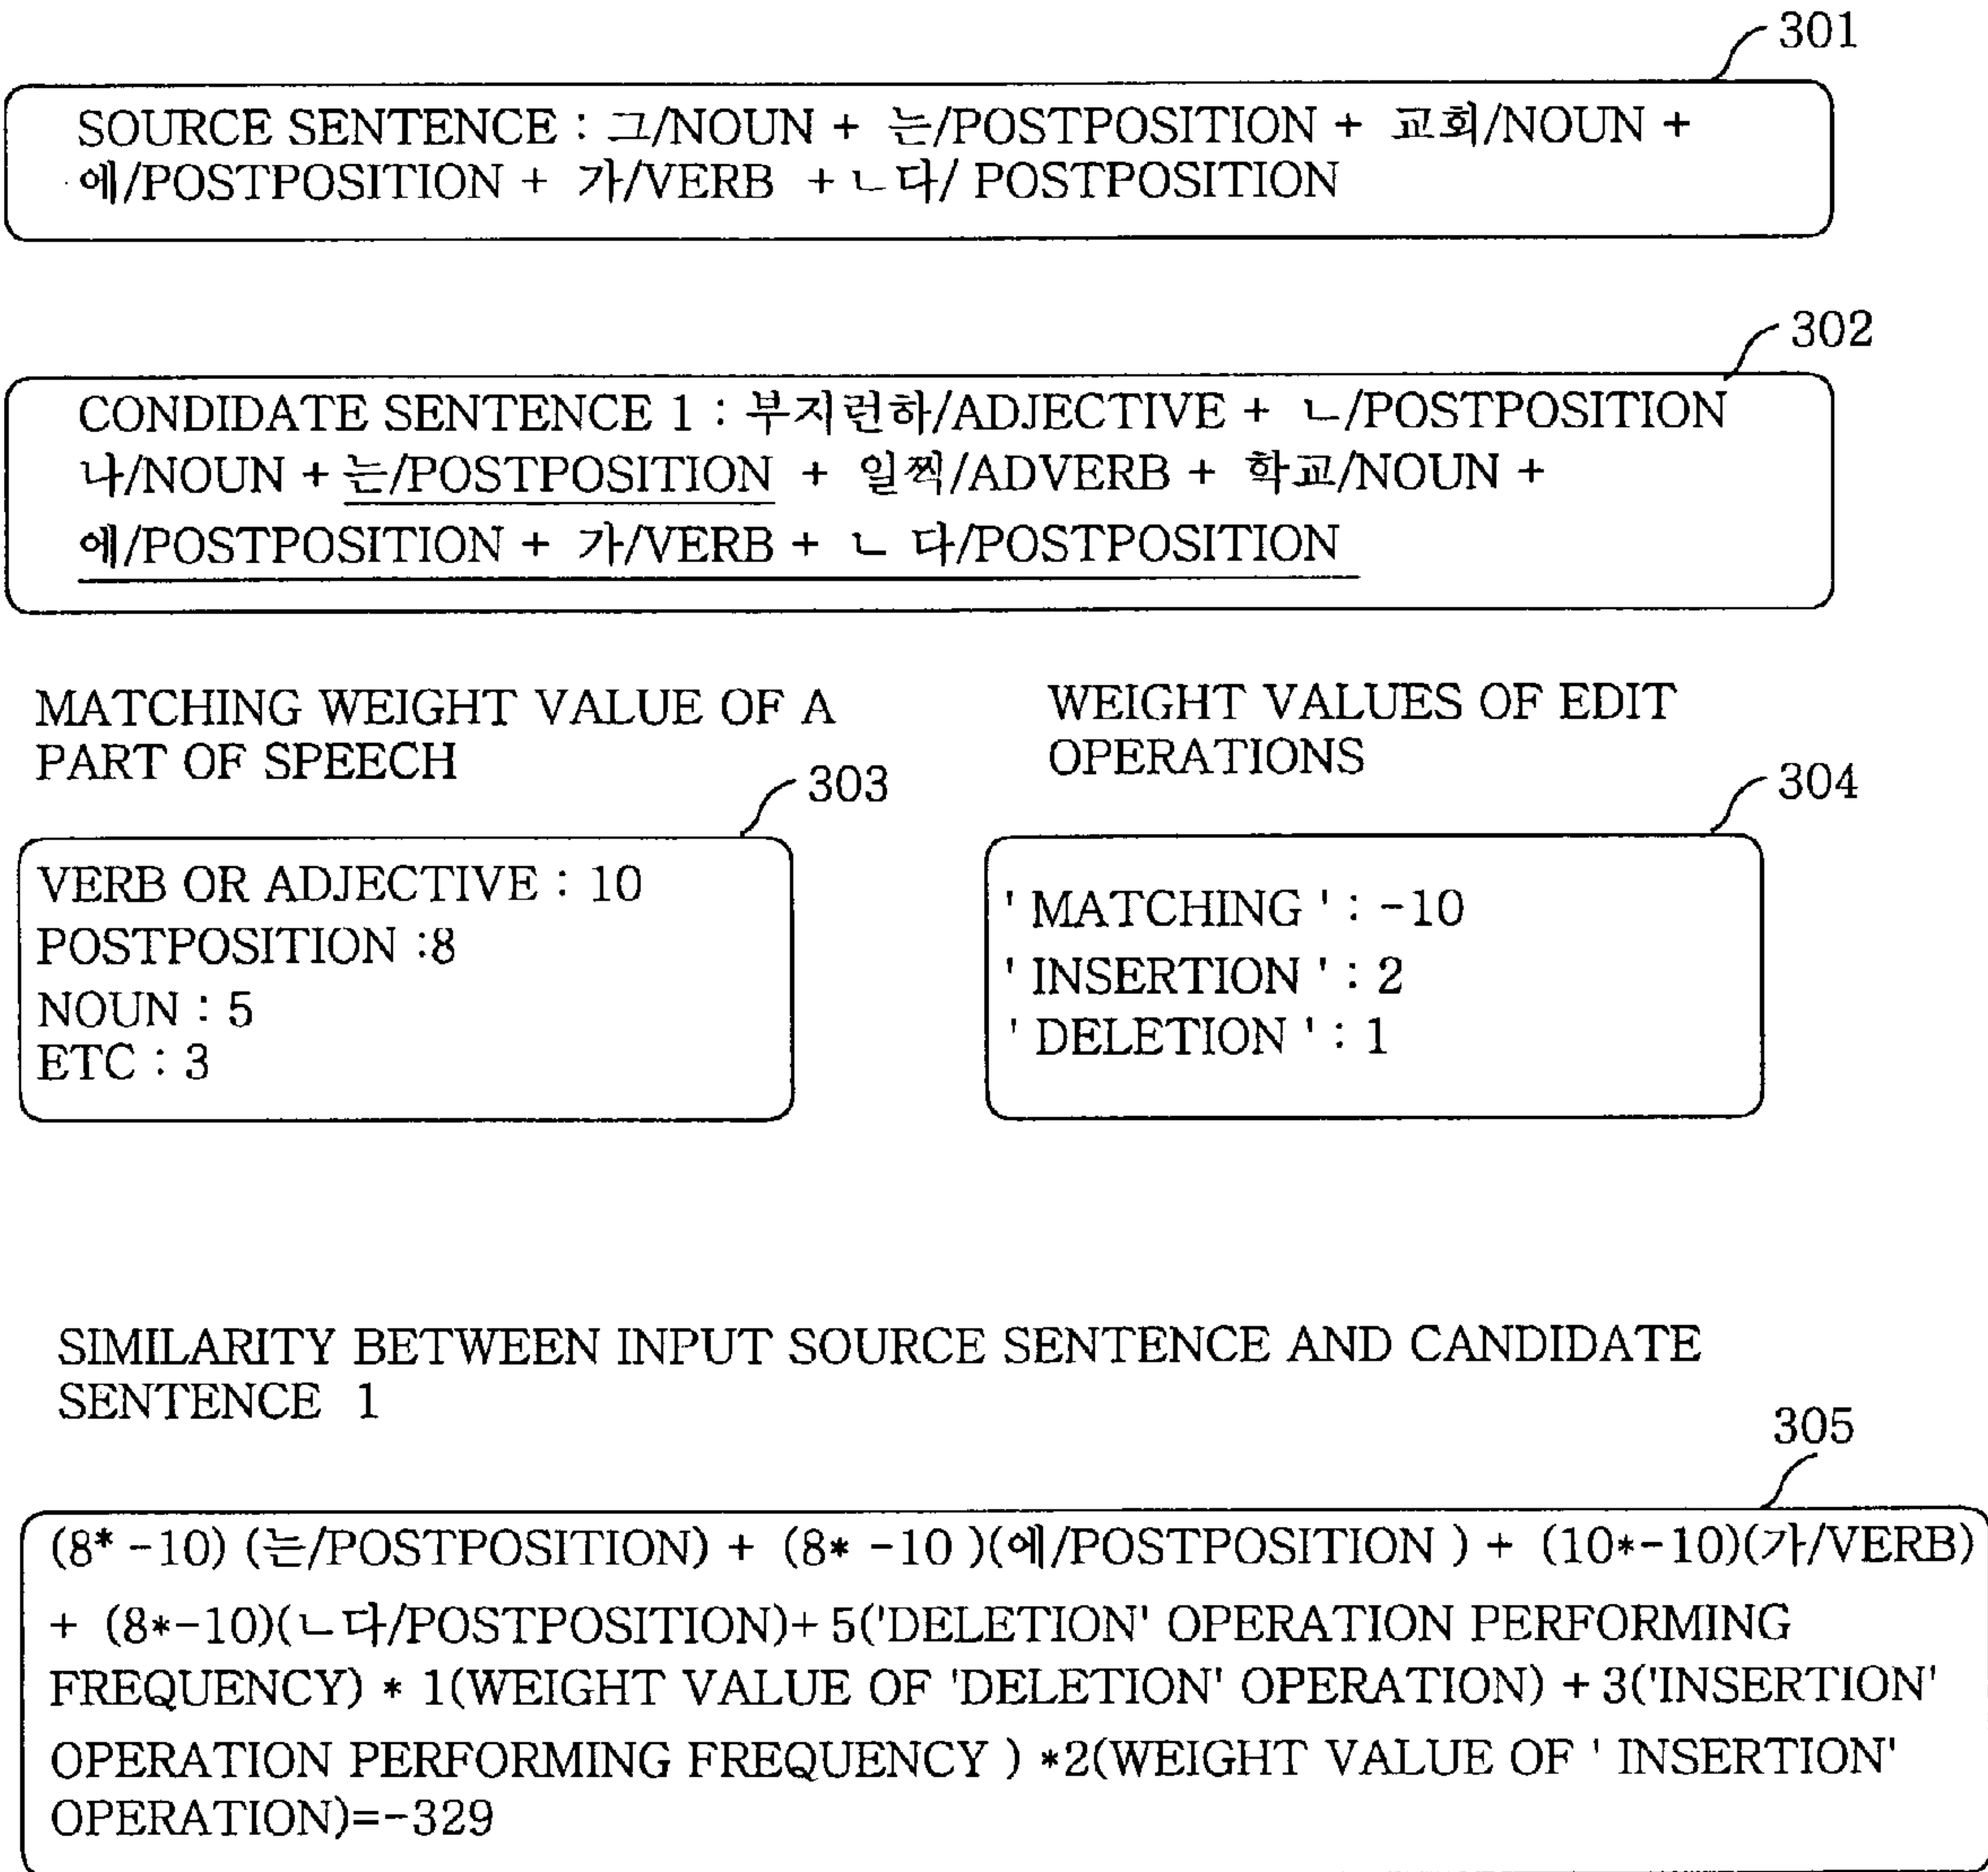 301
SOURCE SENTENCE : 그/NOUN + 는/POSTPOSITION + 교회/NOUN +
에/POSTPOSITION + 가/VERB +ㄴ다/ POSTPOSITION
302
CONDIDATE SENTENCE 1 : 부지런하/ADJECTIVE + ㄴ/POSTPOSITION
나/NOUN + 는/POSTPOSITION + 일찍/ADVERB + 학교/NOUN +
에/POSTPOSITION + 가/VERB + ㄴ 다/POSTPOSITION
MATCHING WEIGHT VALUE OF A
PART OF SPEECH
303
VERB OR ADJECTIVE : 10
POSTPOSITION :8
NOUN : 5
ETC : 3
WEIGHT VALUES OF EDIT
OPERATIONS
304
' MATCHING ' : -10
' INSERTION ' : 2
' DELETION ' : 1
SIMILARITY BETWEEN INPUT SOURCE SENTENCE AND CANDIDATE
SENTENCE 1
305
(8* -10) (는/POSTPOSITION) + (8* -10 )(에/POSTPOSITION ) + (10*-10)(가/VERB)
+ (8*-10)(ㄴ다/POSTPOSITION)+ 5('DELETION' OPERATION PERFORMING
FREQUENCY) * 1(WEIGHT VALUE OF 'DELETION' OPERATION) + 3('INSERTION'
OPERATION PERFORMING FREQUENCY ) *2(WEIGHT VALUE OF ' INSERTION'
OPERATION)=-329